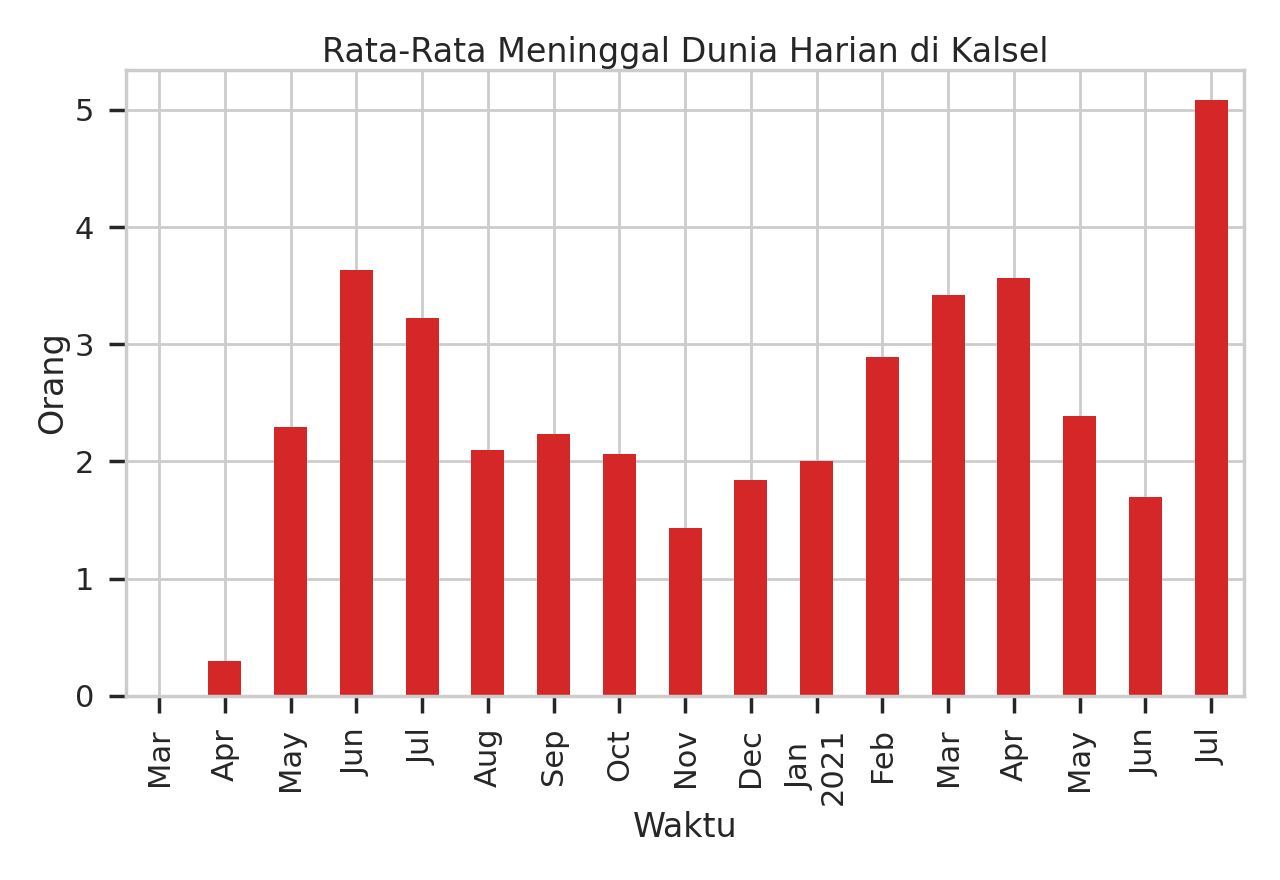 Rata-Rata Meninggal Dunia Harian di Kalsel
5
4
3
2
1
0
Orang
Mar
Apr
May
Jun
Jul
Aug
Sep
Oct
Nov
Dec
Jan
2021
Feb
Mar
Apr
May
Jun
Jul
Waktu